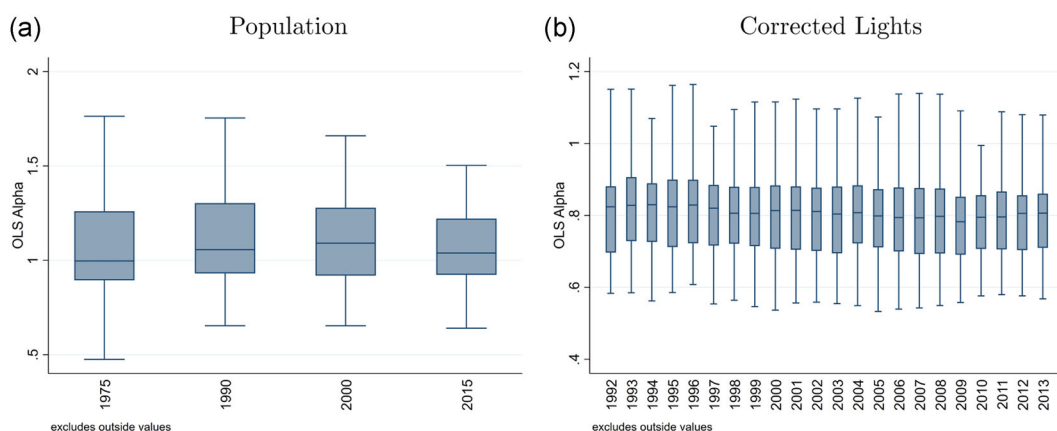 (a) Population
OLS Alpha
2
1.5
1
.5
1975 1990 2000 2015
excludes outside values
(b) Corrected Lights
OLS Alpha
1.2
1
.8
.6
.4
1992 1993 1994 1995 1996 1997 1998 1999 2000 2001 2002 2003 2004 2005 2006 2007 2008 2009 2010 2011 2012 2013
excludes outside values